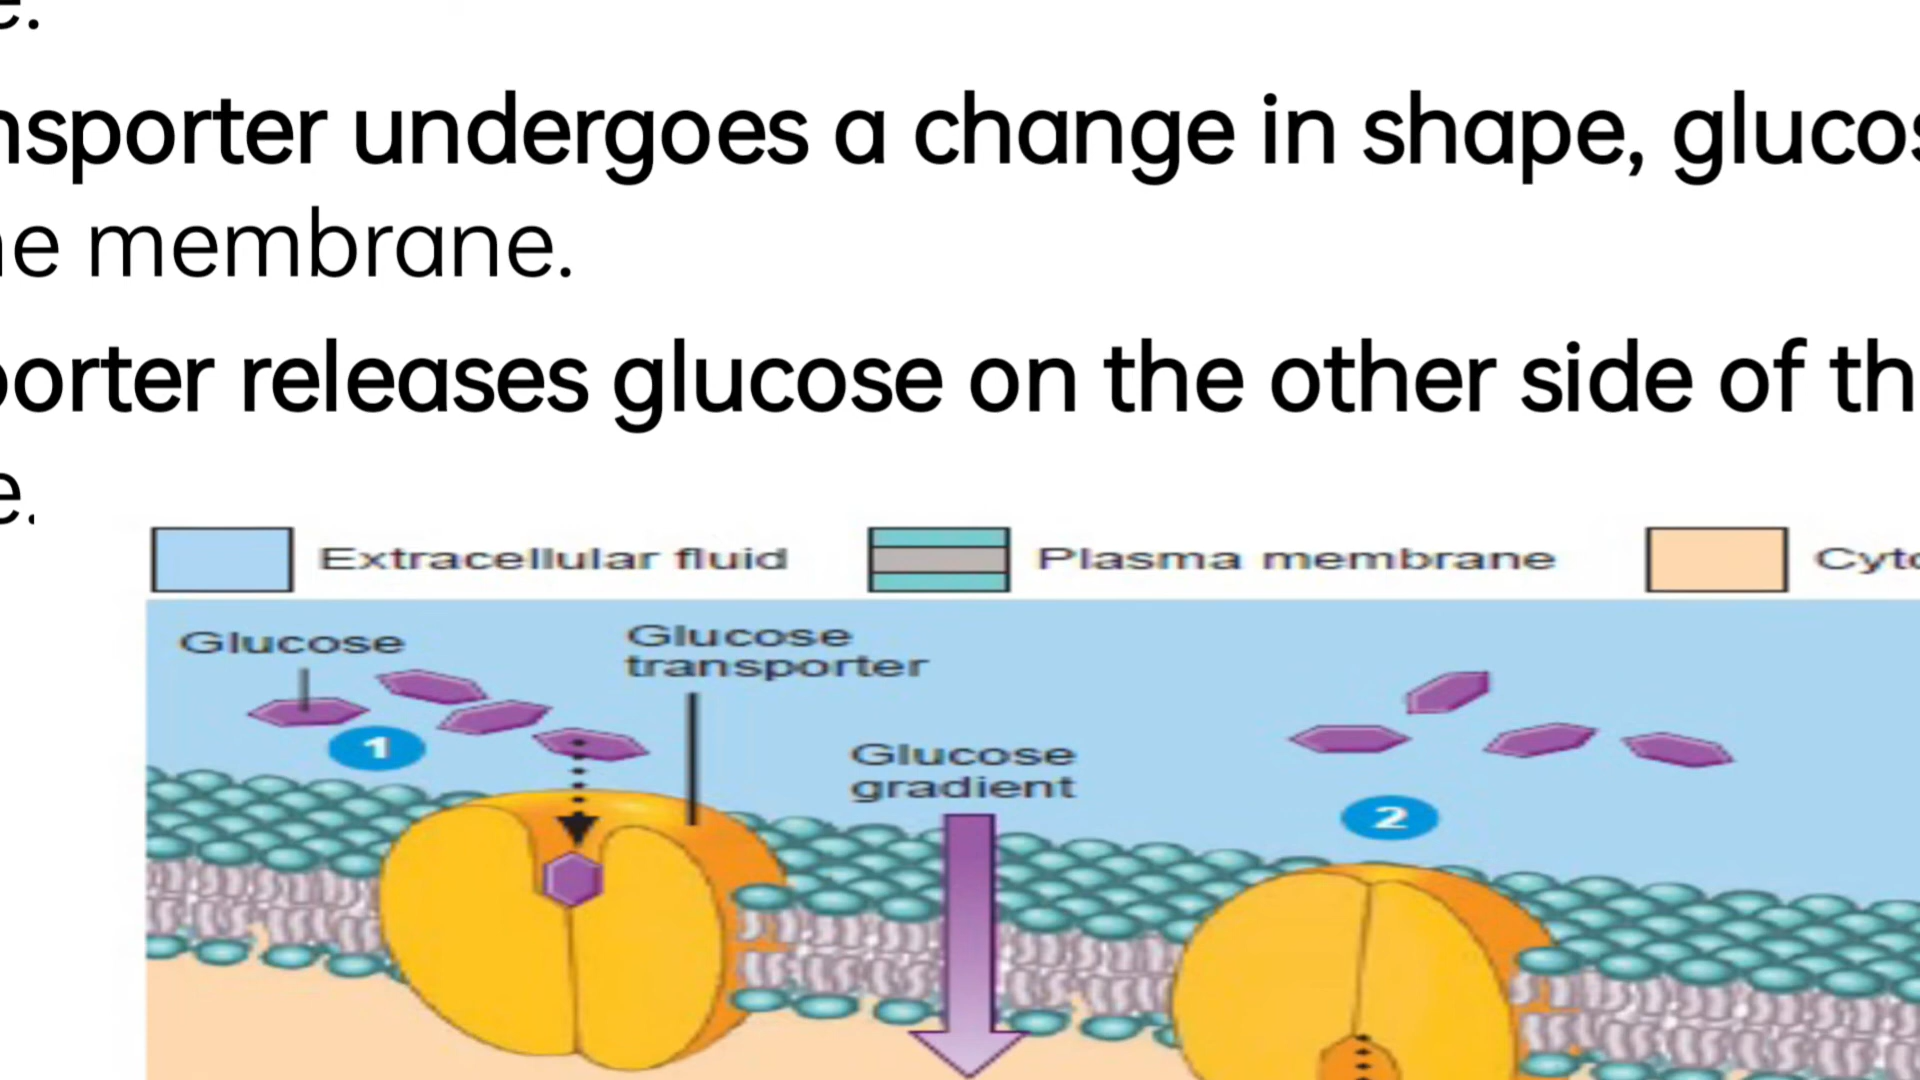 e.
nsporter undergoes a change in shape, glucos
ne membrane.
porter releases glucose on the other side of th
e.
Extracellular fluid Plasma membrane Cyto
Glucose
Glucose
transporter
1
Glucose
gradient
2